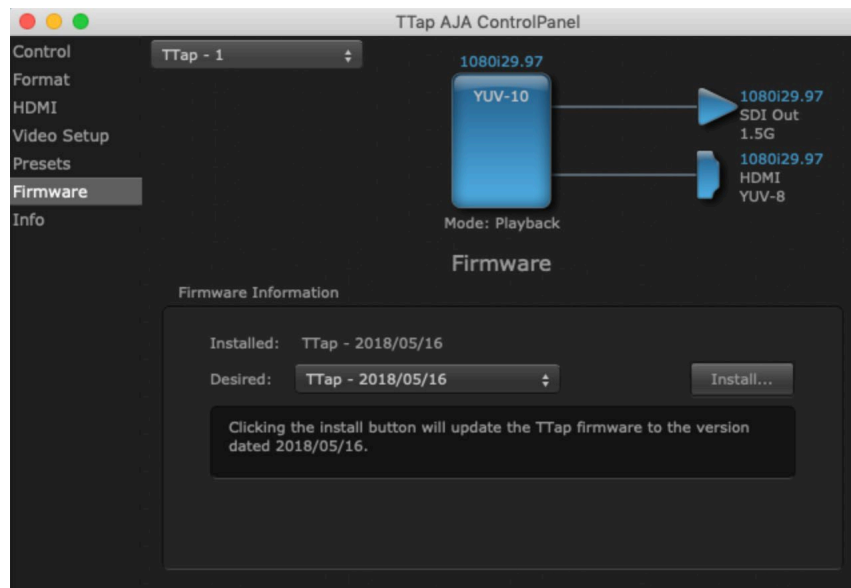 TTap AJA ControlPanel
Control
Format
HDMI
Video Setup
Presets
Firmware
Info
TTap - 1
1080i29.97
YUV-10
1080i29.97
SDI Out
1.5G
1080i29.97
HDMI
YUV-8
Mode: Playback
Firmware
Firmware Information
Installed: TTap - 2018/05/16
Desired: TTap - 2018/05/16 Install...
Clicking the install button will update the TTap firmware to the version
dated 2018/05/16.